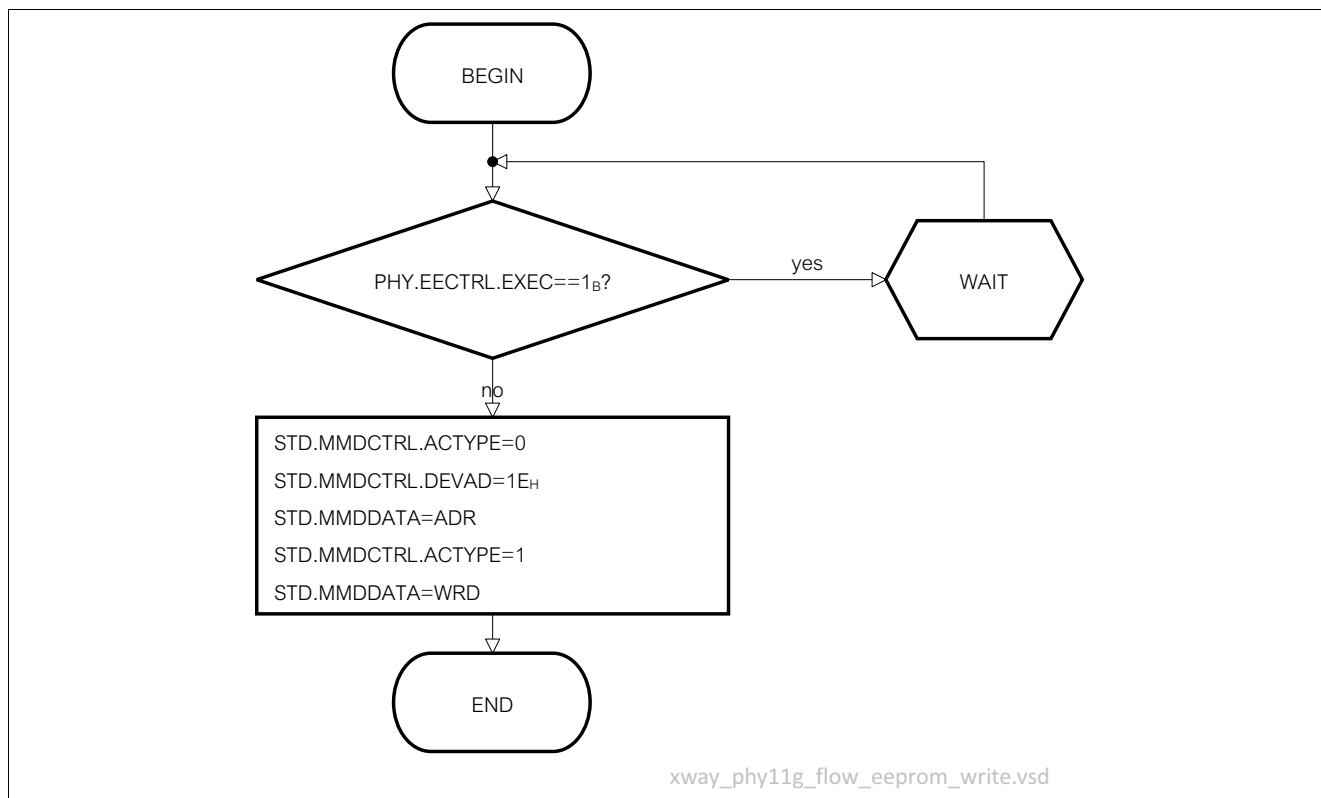 BEGIN
PHY.EECTRL.EXEC==1B?
yes
WAIT
no
STD.MMDCTRL.ACTYPE=0
STD.MMDCTRL.DEVAD=1EH
STD.MMDDATA=ADR
STD.MMDCTRL.ACTYPE=1
STD.MMDDATA=WRD
END
xway_phy11g_flow_eeprom_write.vsd